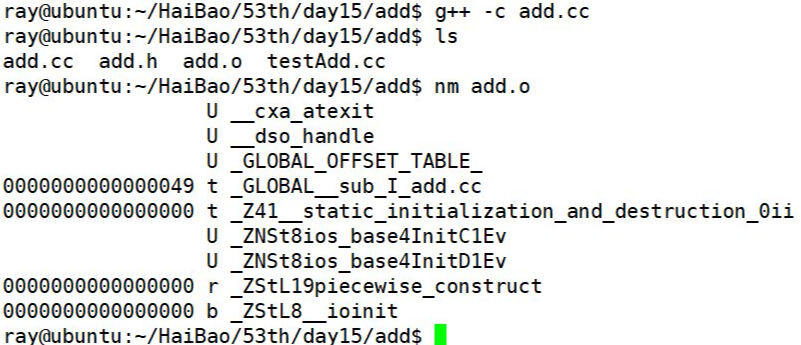 ray@ubuntu:~/HaiBao/53th/day15/add$ g++ -c add.cc
ray@ubuntu:~/HaiBao/53th/day15/add$ ls
add.cc  add.h  add.o  testAdd.cc
ray@ubuntu:~/HaiBao/53th/day15/add$ nm add.o
                 U __cxa_atexit
                 U __dso_handle
                 U _GLOBAL_OFFSET_TABLE_
0000000000000049 t _GLOBAL__sub_I_add.cc
0000000000000000 t _Z41__static_initialization_and_destruction_0ii
                 U _ZNSt8ios_base4InitC1Ev
                 U _ZNSt8ios_base4InitD1Ev
0000000000000000 r _ZStL19piecewise_construct
0000000000000000 b _ZStL8__ioinit
ray@ubuntu:~/HaiBao/53th/day15/add$